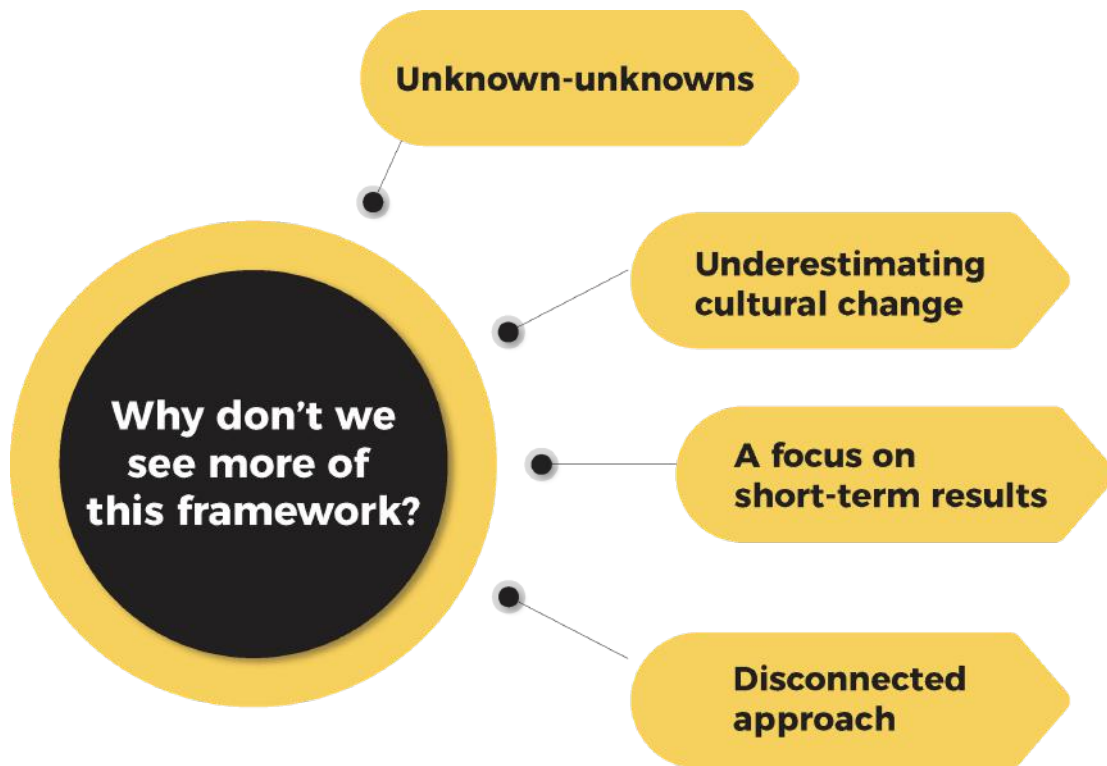 Unknown-unknowns
Underestimating
cultural change
Why don’t we
see more of
this framework?
A focus on
short-term results
Disconnected
approach